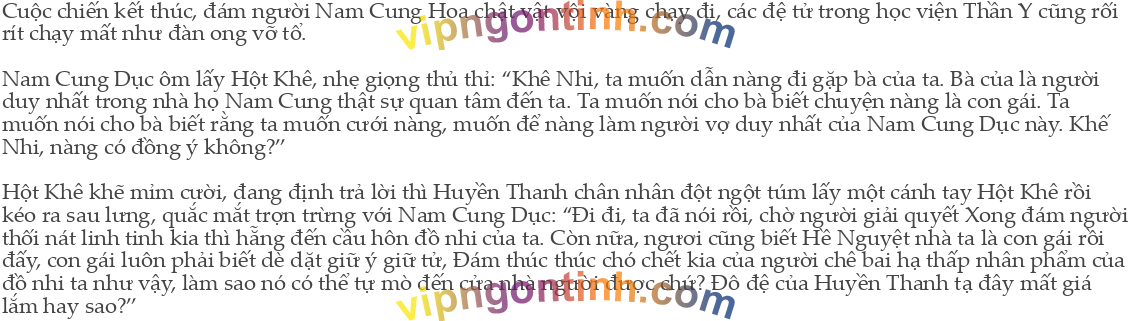 Cuộc chiến kết thúc, đám người Nam Cung Hoa chật vật vội vàng chạy đi, các đệ tử trong học viện Thần Y cũng rối
rít chạy mất như đàn ong vỡ tổ.
Nam Cung Dục ôm lấy Hột Khê, nhẹ giọng thủ thỉ: “Khê Nhi, ta muốn dẫn nàng đi gặp bà của ta. Bà của là người
duy nhất trong nhà họ Nam Cung thật sự quan tâm đến ta. Ta muốn nói cho bà biết chuyện nàng là con gái. Ta
muốn nói cho bà biết rằng ta muốn cưới nàng, muốn để nàng làm người vợ duy nhất của Nam Cung Dục này. Khế
Nhi, nàng có đồng ý không?”
Hột Khê khẽ mỉm cười, đang định trả lời thì Huyền Thanh chân nhân đột ngột túm lấy một cánh tay Hột Khê rồi
kéo ra sau lưng, quắc mắt trợn trừng với Nam Cung Dục: “Đi đi, ta đã nói rồi, chờ người giải quyết Xong đám người
thối nát linh tinh kia thì hẵng đến cầu hôn đồ nhi của ta. Còn nữa, ngươi cũng biết Hề Nguyệt nhà ta là con gái rồi
đấy, con gái luôn phải biết dè dặt giữ ý giữ tử, Đám thúc thúc chó chết kia của người chê bai hạ thấp nhân phẩm của
đồ nhi ta như vậy, làm sao nó có thể tự mò đến cửa nhà người được chứ? Đô đệ của Huyền Thanh tạ đây mất giá
lắm hay sao?”
vipngontinh.com
vipngontinh.com